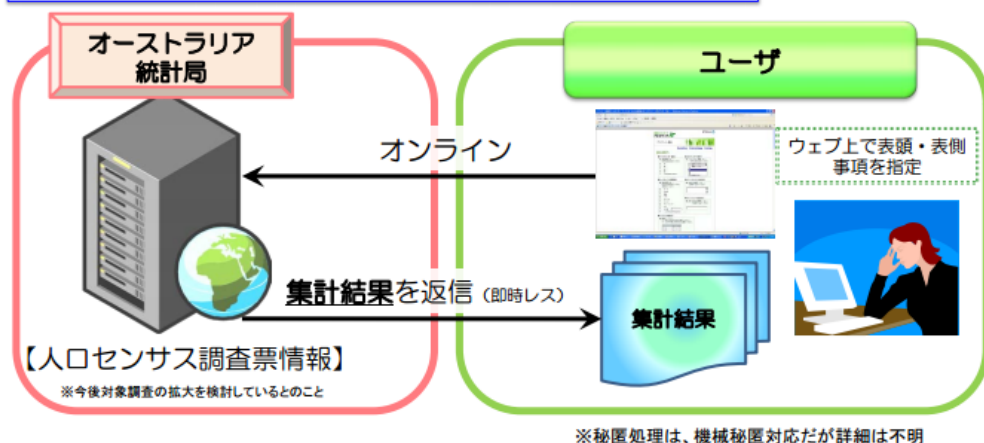 オーストラリア
統計局
ユーザ
オンライン
ウェブ上で表頭・表側
事項を指定
集計結果を返信（即時レス）
集計結果
【人口センサス調査票情報】
※今後対象調査の拡大を検討しているとのこと
※秘匿処理は、機械秘匿対応だが詳細は不明